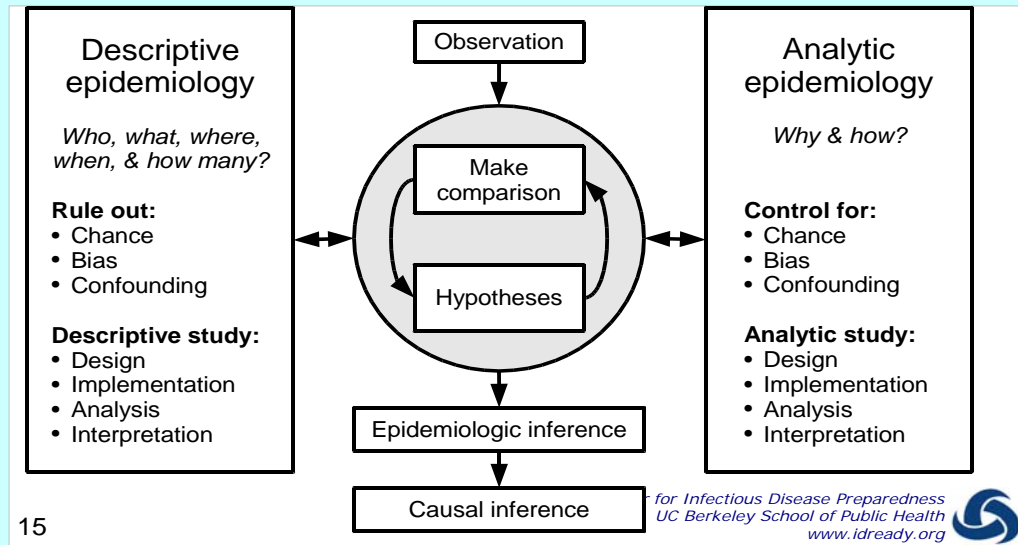 Descriptive
epidemiology
Who, what, where,
when, & how many?
Rule out:
• Chance
• Bias
• Confounding
Descriptive study:
• Design
• Implementation
• Analysis
• Interpretation
Observation
Make
comparison
Hypotheses
Epidemiologic inference
Causal inference
Analytic
epidemiology
Why & how?
Control for:
• Chance
• Bias
• Confounding
Analytic study:
• Design
• Implementation
• Analysis
• Interpretation
for Infectious Disease Preparedness
UC Berkeley School of Public Health
www.idready.org
15